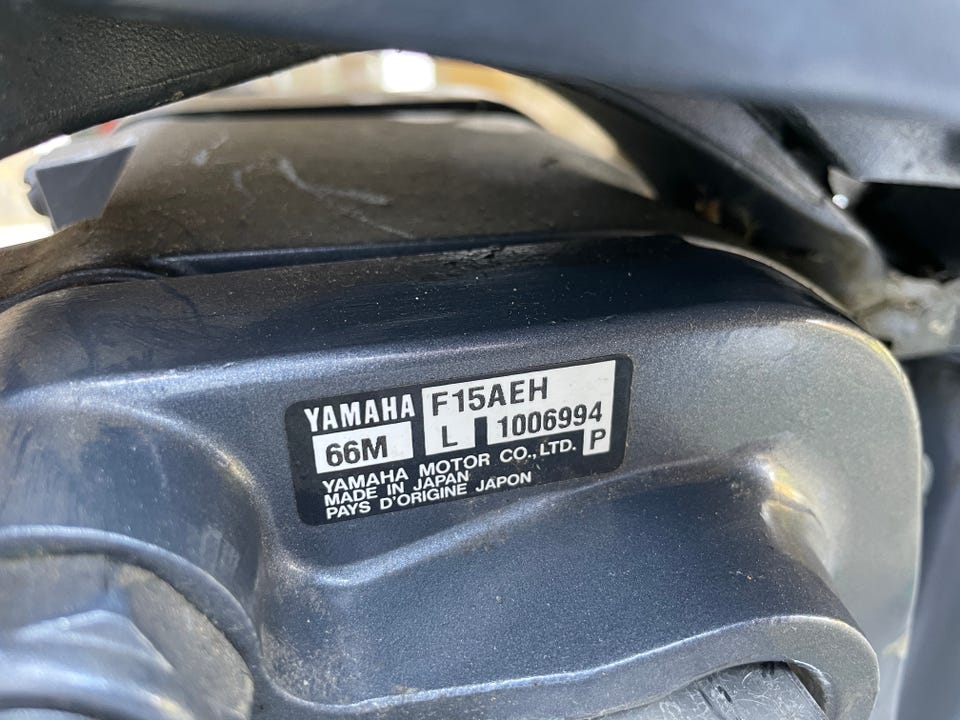 YAMAHA F15AEH
66M L 1006994 P
YAMAHA MOTOR CO.,LTD.
MADE IN JAPAN
PAYS D'ORIGINE JAPON